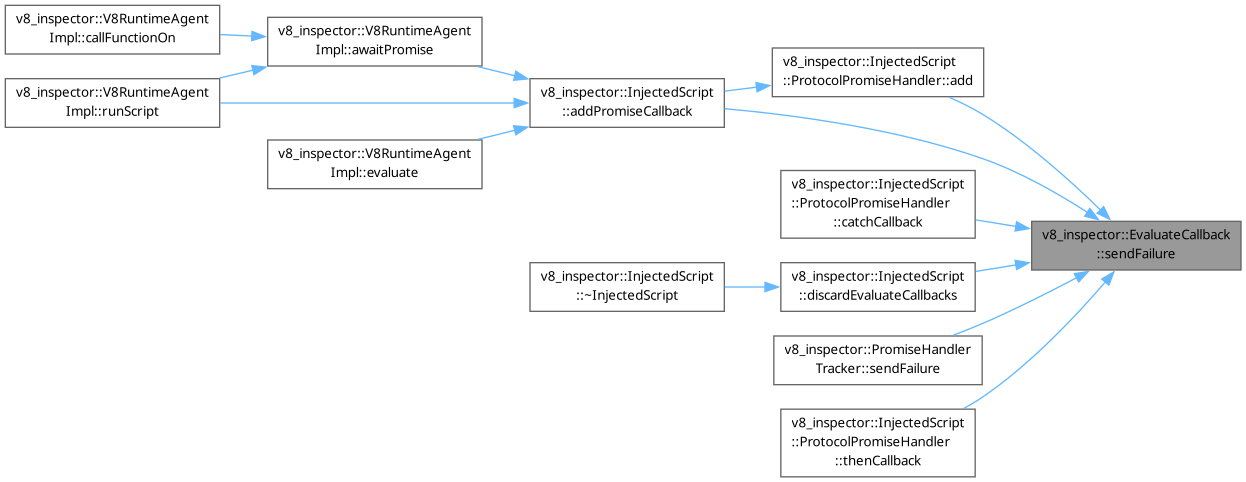 v8_inspector::V8RuntimeAgent
Impl::callFunctionOn
v8_inspector::V8RuntimeAgent
Impl::runScript
v8_inspector::V8RuntimeAgent
Impl::awaitPromise
v8_inspector::V8RuntimeAgent
Impl::evaluate
v8_inspector::InjectedScript
::addPromiseCallback
v8_inspector::InjectedScript
::~InjectedScript
v8_inspector::InjectedScript
::ProtocolPromiseHandler::add
v8_inspector::InjectedScript
::ProtocolPromiseHandler
::catchCallback
v8_inspector::InjectedScript
::discardEvaluateCallbacks
v8_inspector::PromiseHandler
Tracker::sendFailure
v8_inspector::InjectedScript
::ProtocolPromiseHandler
::thenCallback
v8_inspector::EvaluateCallback
::sendFailure